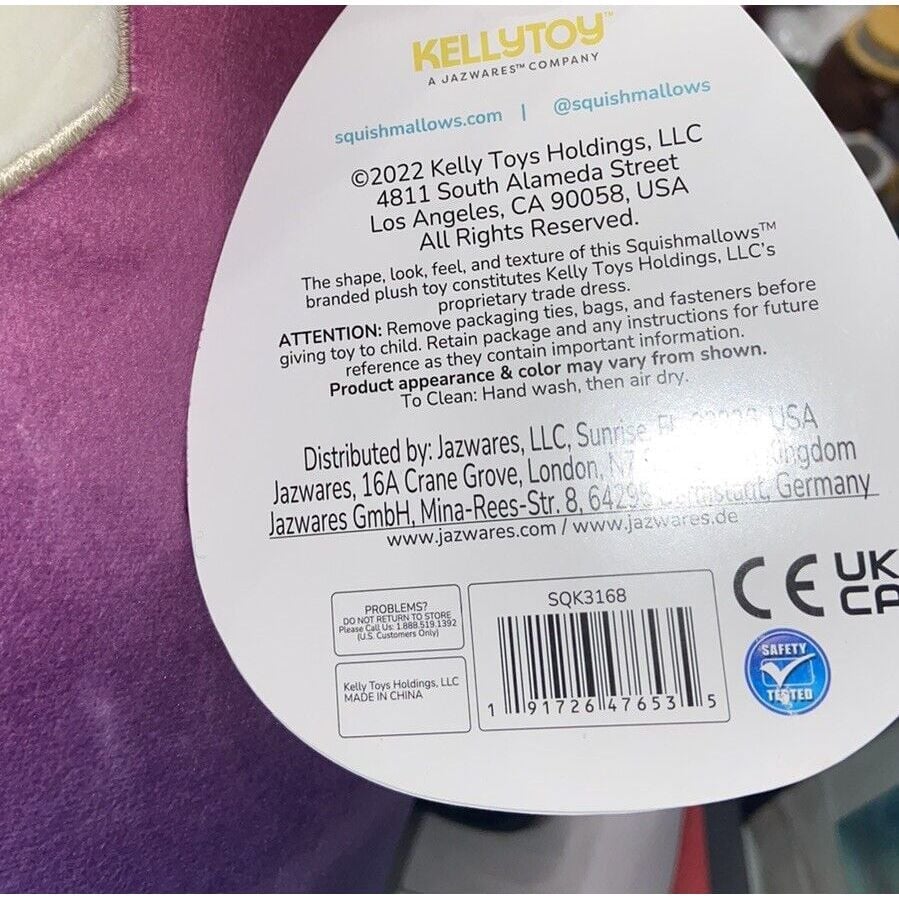 KELLYTOY™
A JAZWARES™ COMPANY
squishmallows.com | @squishmallows
©2022 Kelly Toys Holdings, LLC
4811 South Alameda Street
Los Angeles, CA 90058, USA
All Rights Reserved.
The shape, look, feel, and texture of this Squishmallows™
branded plush toy constitutes Kelly Toys Holdings, LLC's
proprietary trade dress.
ATTENTION: Remove packaging ties, bags, and fasteners before
giving toy to child. Retain package and any instructions for future
reference as they contain important information.
Product appearance & color may vary from shown.
To Clean: Hand wash, then air dry.
Distributed by: Jazwares, LLC, Sunrise, USA
Jazwares, 16A Crane Grove, London,
Jazwares GmbH, Mina-Rees-Str. 8, Germany
www.jazwares.com / www.jazwares.de
PROBLEMS?
DO NOT RETURN TO STORE
Please Call Us: 1.888.519.1392
(U.S. Customers Only)
Kelly Toys Holdings, LLC
MADE IN CHINA
SQK3168
1 91726 47653 5
CE
UK
CA
SAFETY
TESTED